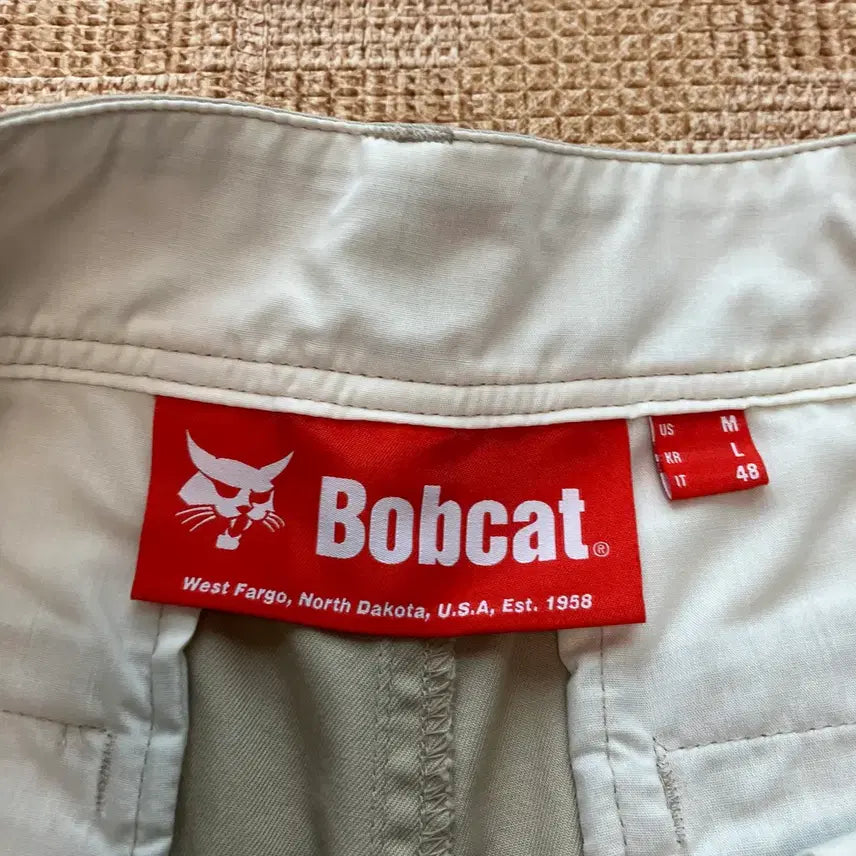 Bobcat®
West Fargo, North Dakota, U.S.A, Est. 1958
US M
KR L
IT 48